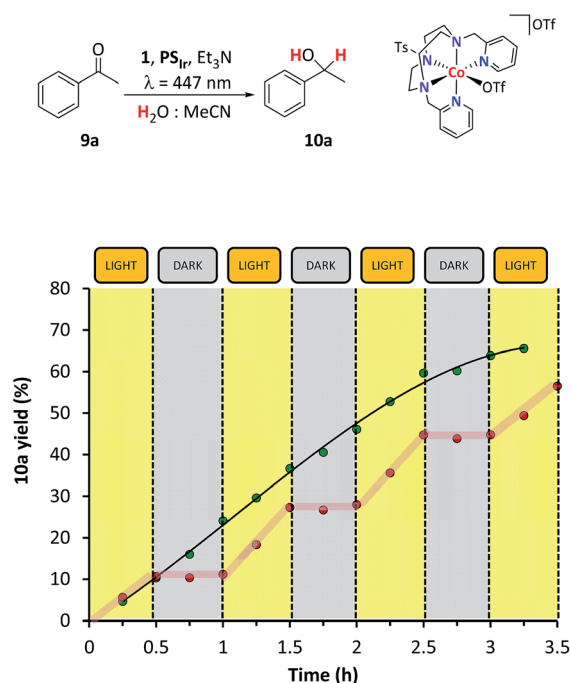 O
1, PS_Ir, Et₃N
λ = 447 nm
H₂O : MeCN
9a
HO H
10a
Ts
N
N
N
N
N
Co
OTf
OTf
LIGHT DARK LIGHT DARK LIGHT DARK LIGHT
80
70
60
50
40
30
20
10
0
10a yield (%)
0 0.5 1 1.5 2 2.5 3 3.5
Time (h)